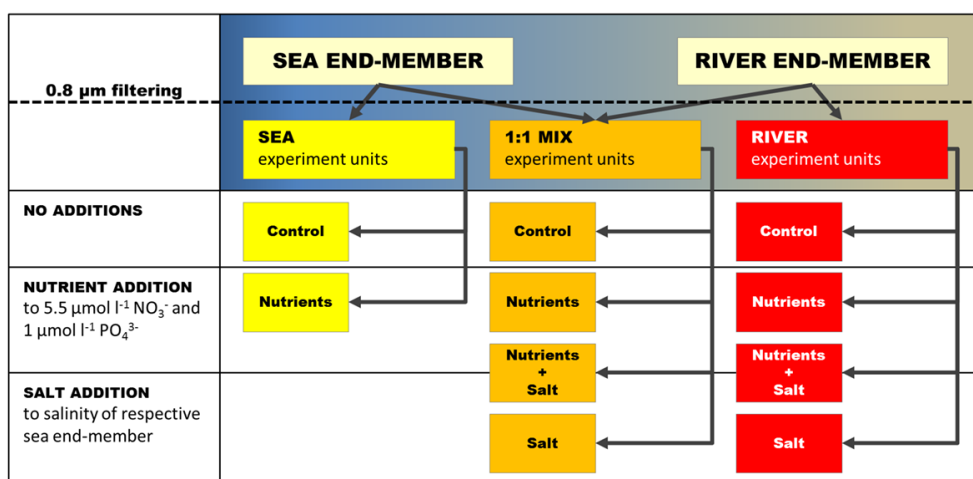 SEA END-MEMBER
RIVER END-MEMBER
0.8 µm filtering
SEA
experiment units
1:1 MIX
experiment units
RIVER
experiment units
NO ADDITIONS
Control
Control
Control
NUTRIENT ADDITION
to 5.5 µmol l⁻¹ NO₃⁻ and
1 µmol l⁻¹ PO₄³⁻
Nutrients
Nutrients
Nutrients
Nutrients
+
Salt
Nutrients
+
Salt
SALT ADDITION
to salinity of respective
sea end-member
Salt
Salt